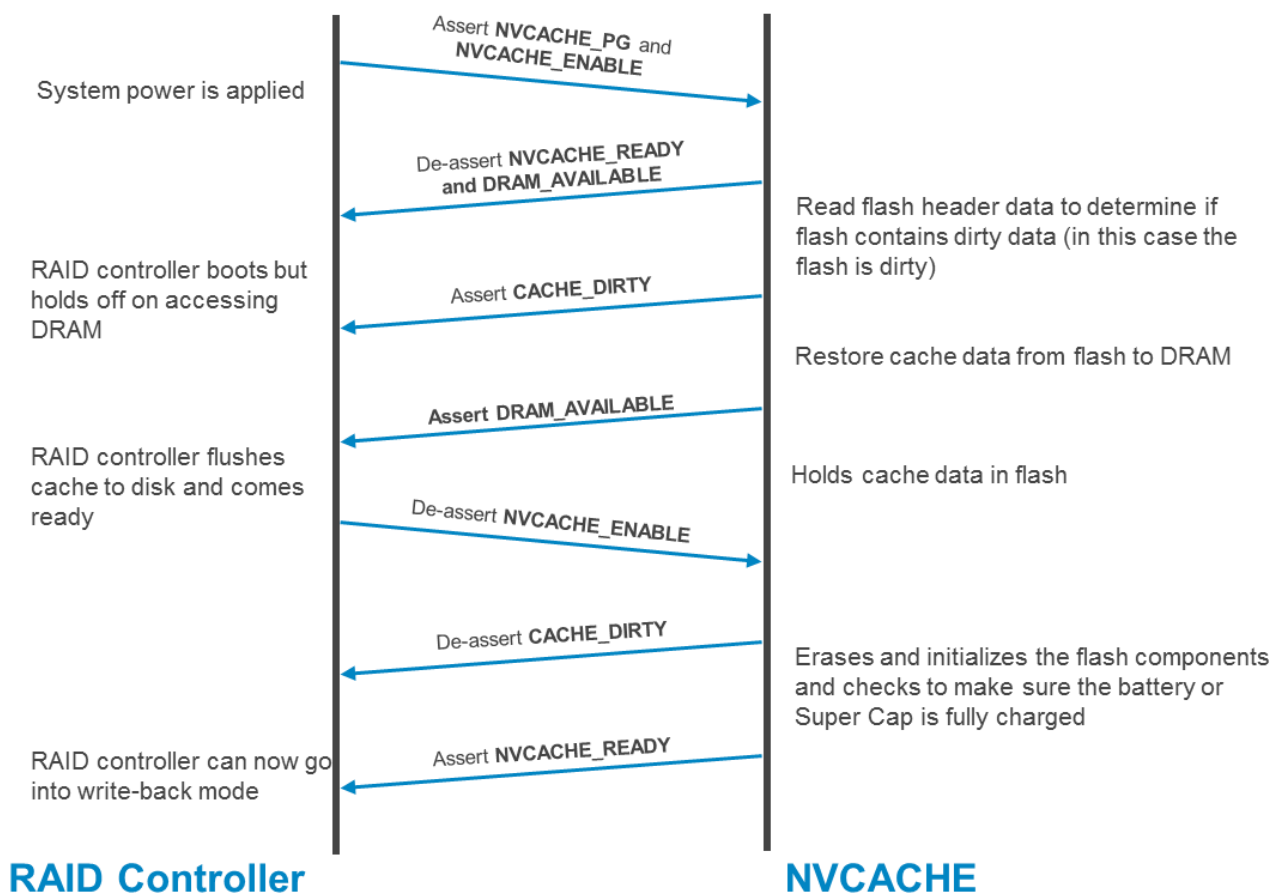 Assert NVCACHE_PG and
NVCACHE_ENABLE
System power is applied
De-assert NVCACHE_READY
and DRAM_AVAILABLE
Read flash header data to determine if
flash contains dirty data (in this case the
flash is dirty)
RAID controller boots but
holds off on accessing
DRAM
Assert CACHE_DIRTY
Restore cache data from flash to DRAM
Assert DRAM_AVAILABLE
RAID controller flushes
cache to disk and comes
ready
Holds cache data in flash
De-assert NVCACHE_ENABLE
De-assert CACHE_DIRTY
Erases and initializes the flash components
and checks to make sure the battery or
Super Cap is fully charged
Assert NVCACHE_READY
RAID controller can now go
into write-back mode
RAID Controller
NVCACHE